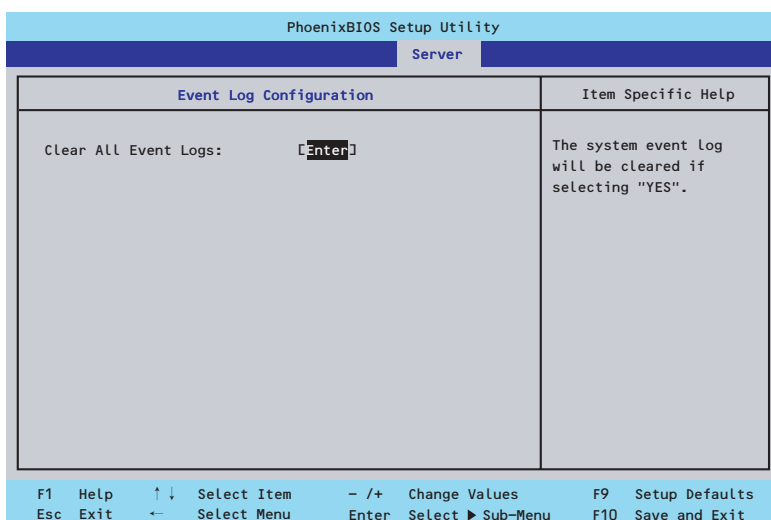 PhoenixBIOS Setup Utility
Server
Event Log Configuration
Item Specific Help
Clear All Event Logs: [Enter]
The system event log
will be cleared if
selecting "YES".
F1 Help ↑↓ Select Item – /+ Change Values F9 Setup Defaults
Esc Exit ← Select Menu Enter Select ▶ Sub-Menu F10 Save and Exit